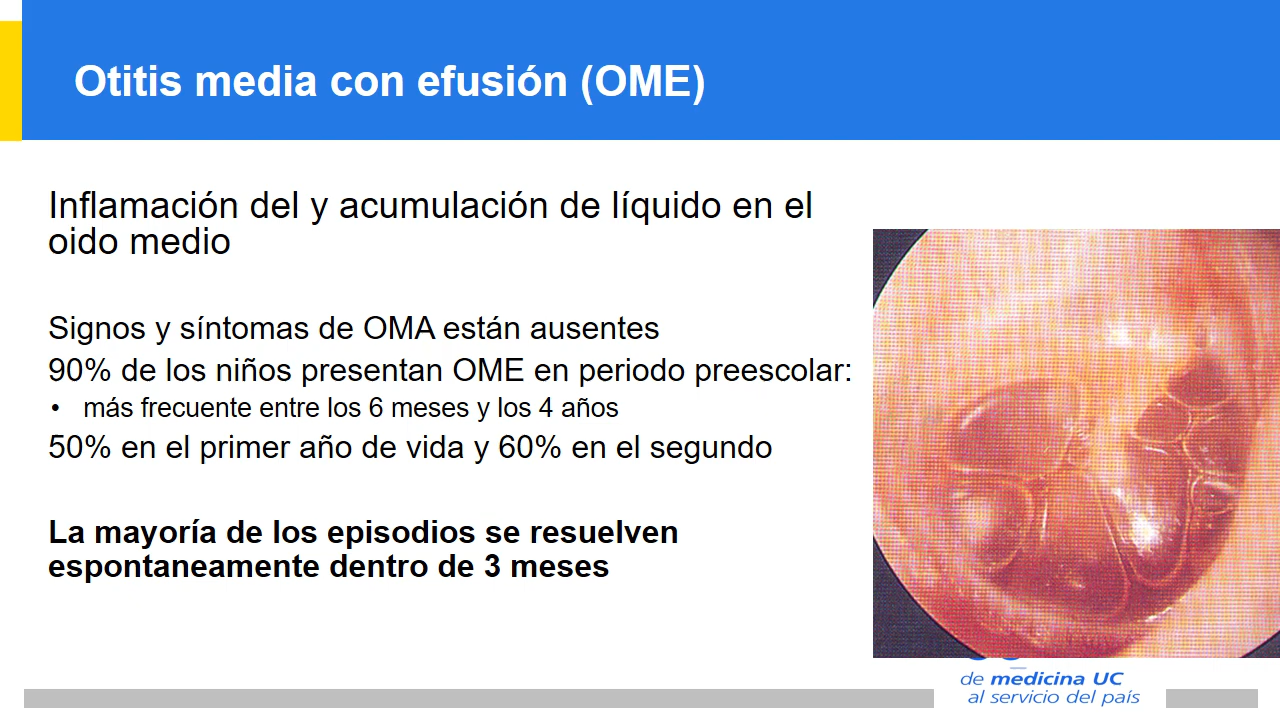 Otitis media con efusión (OME)
Inflamación del y acumulación de líquido en el
oido medio
Signos y síntomas de OMA están ausentes
90% de los niños presentan OME en periodo preescolar:
• más frecuente entre los 6 meses y los 4 años
50% en el primer año de vida y 60% en el segundo
La mayoría de los episodios se resuelven
espontaneamente dentro de 3 meses
de medicina UC
al servicio del país